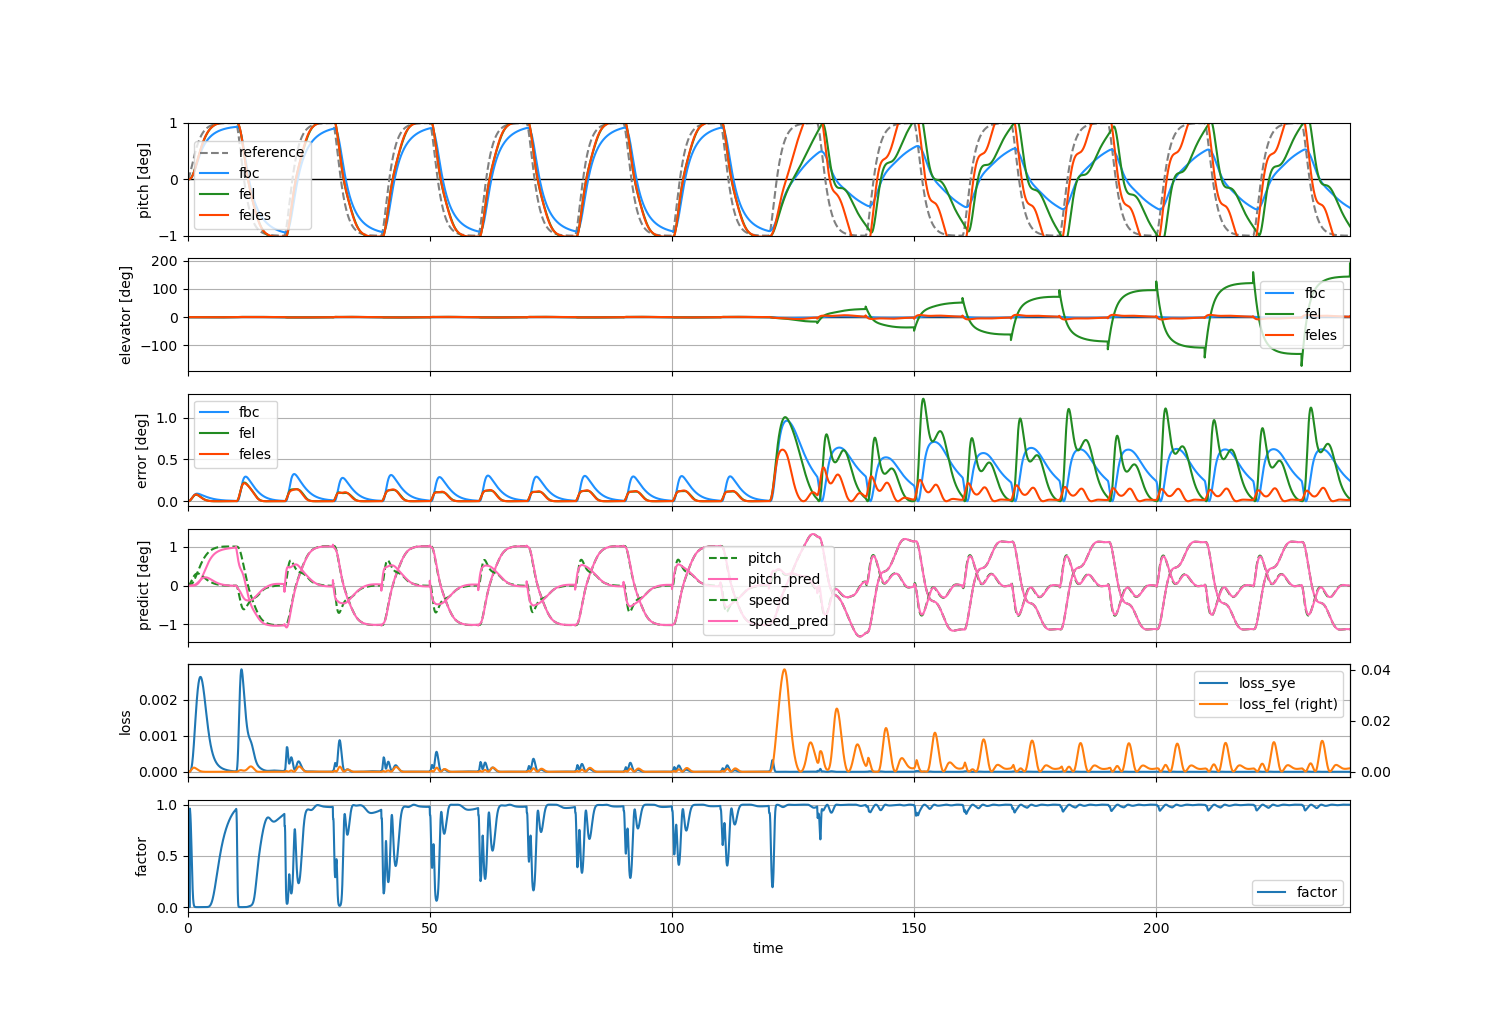 1
0
−1
pitch [deg]
reference
fbc
fel
feles
200
100
0
−100
elevator [deg]
fbc
fel
feles
1.0
0.5
0.0
error [deg]
fbc
fel
feles
1
0
−1
predict [deg]
pitch
pitch_pred
speed
speed_pred
0.002
0.001
0.000
loss
loss_sye
loss_fel (right)
0.04
0.02
0.00
1.0
0.5
0.0
factor
factor
0 50 100 150 200
time